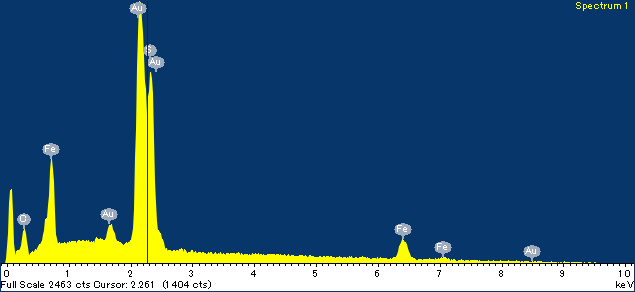 Spectrum 1
Au
S
Au
Fe
C
Au
Fe
Fe
Au
0 1 2 3 4 5 6 7 8 9 10
Full Scale 2463 cts Cursor: 2.261 (1404 cts) keV